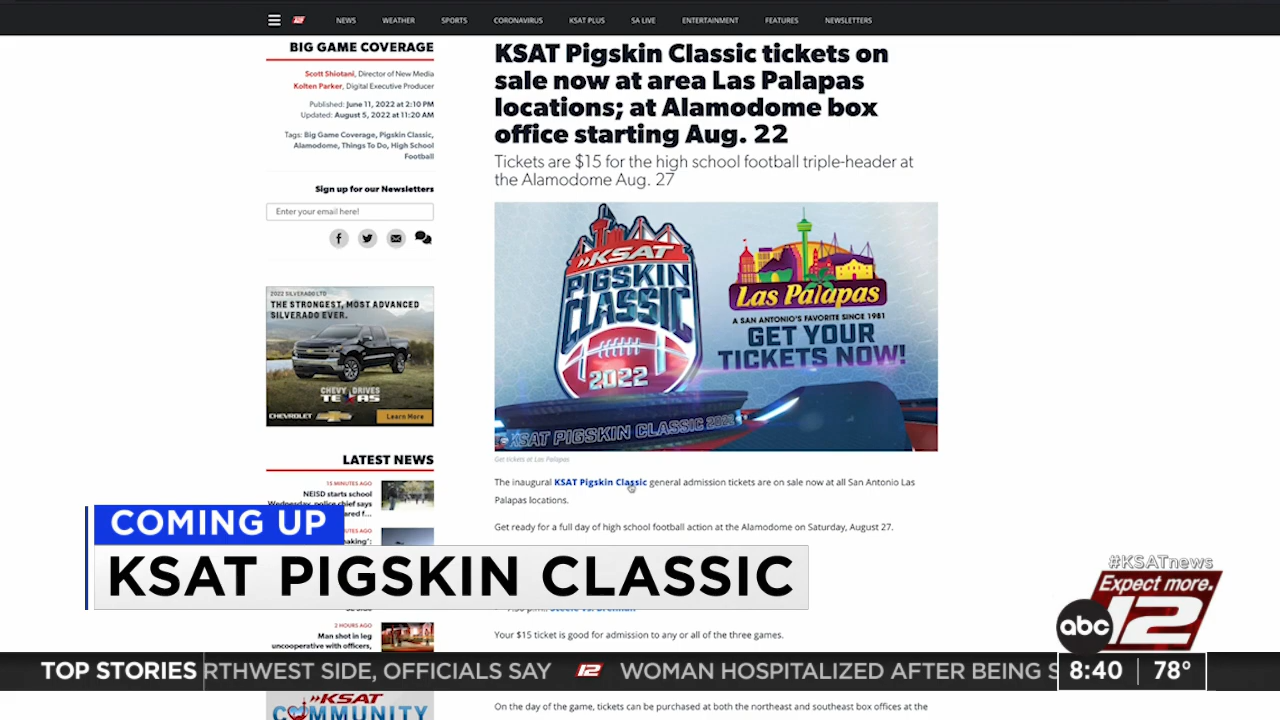 NEWS WEATHER SPORTS CORONAVIRUS KSAT PLUS SA LIVE ENTERTAINMENT FEATURES NEWSLETTERS
BIG GAME COVERAGE
Scott Shiotani, Director of New Media
Kolten Parker, Digital Executive Producer
Published: June 11, 2022 at 2:10 PM
Updated: August 5, 2022 at 11:20 AM
Tags: Big Game Coverage, Pigskin Classic,
Alamodome, Things To Do, High School
Football
Sign up for our Newsletters
Enter your email here!
2022 SILVERADO LTD
THE STRONGEST, MOST ADVANCED
SILVERADO EVER.
CHEVY DRIVES
TEXAS
CHEVROLET
Learn More
LATEST NEWS
15 MINUTES AGO
NEISD starts school
Wednesday, police chief says
2 HOURS AGO
Man shot in leg
uncooperative with officers,
KSAT
COMMUNITY
KSAT Pigskin Classic tickets on
sale now at area Las Palapas
locations; at Alamodome box
office starting Aug. 22
Tickets are $15 for the high school football triple-header at
the Alamodome Aug. 27
KSAT
PIGSKIN
CLASSIC
2022
Las Palapas
A SAN ANTONIO'S FAVORITE SINCE 1981
GET YOUR
TICKETS NOW!
KSAT PIGSKIN CLASSIC 2022
Get tickets at Las Palapas
The inaugural KSAT Pigskin Classic general admission tickets are on sale now at all San Antonio Las
Palapas locations.
Get ready for a full day of high school football action at the Alamodome on Saturday, August 27.
Your $15 ticket is good for admission to any or all of the three games.
On the day of the game, tickets can be purchased at both the northeast and southeast box offices at the
COMING UP
KSAT PIGSKIN CLASSIC
#KSATnews
Expect more.
abc 12
TOP STORIES RTHWEST SIDE, OFFICIALS SAY 12 WOMAN HOSPITALIZED AFTER BEING S 8:40 78°